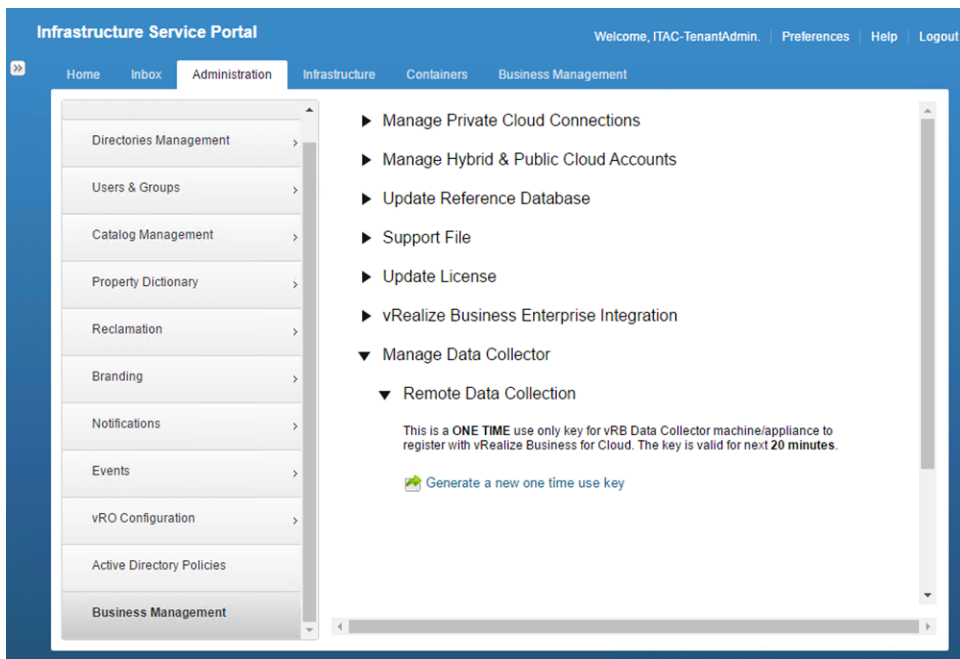 Infrastructure Service Portal
Welcome, ITAC-TenantAdmin. Preferences Help Logout
Home Inbox Administration Infrastructure Containers Business Management
Directories Management
Users & Groups
Catalog Management
Property Dictionary
Reclamation
Branding
Notifications
Events
vRO Configuration
Active Directory Policies
Business Management
Manage Private Cloud Connections
Manage Hybrid & Public Cloud Accounts
Update Reference Database
Support File
Update License
vRealize Business Enterprise Integration
Manage Data Collector
Remote Data Collection
This is a ONE TIME use only key for vRB Data Collector machine/appliance to
register with vRealize Business for Cloud. The key is valid for next 20 minutes.
Generate a new one time use key